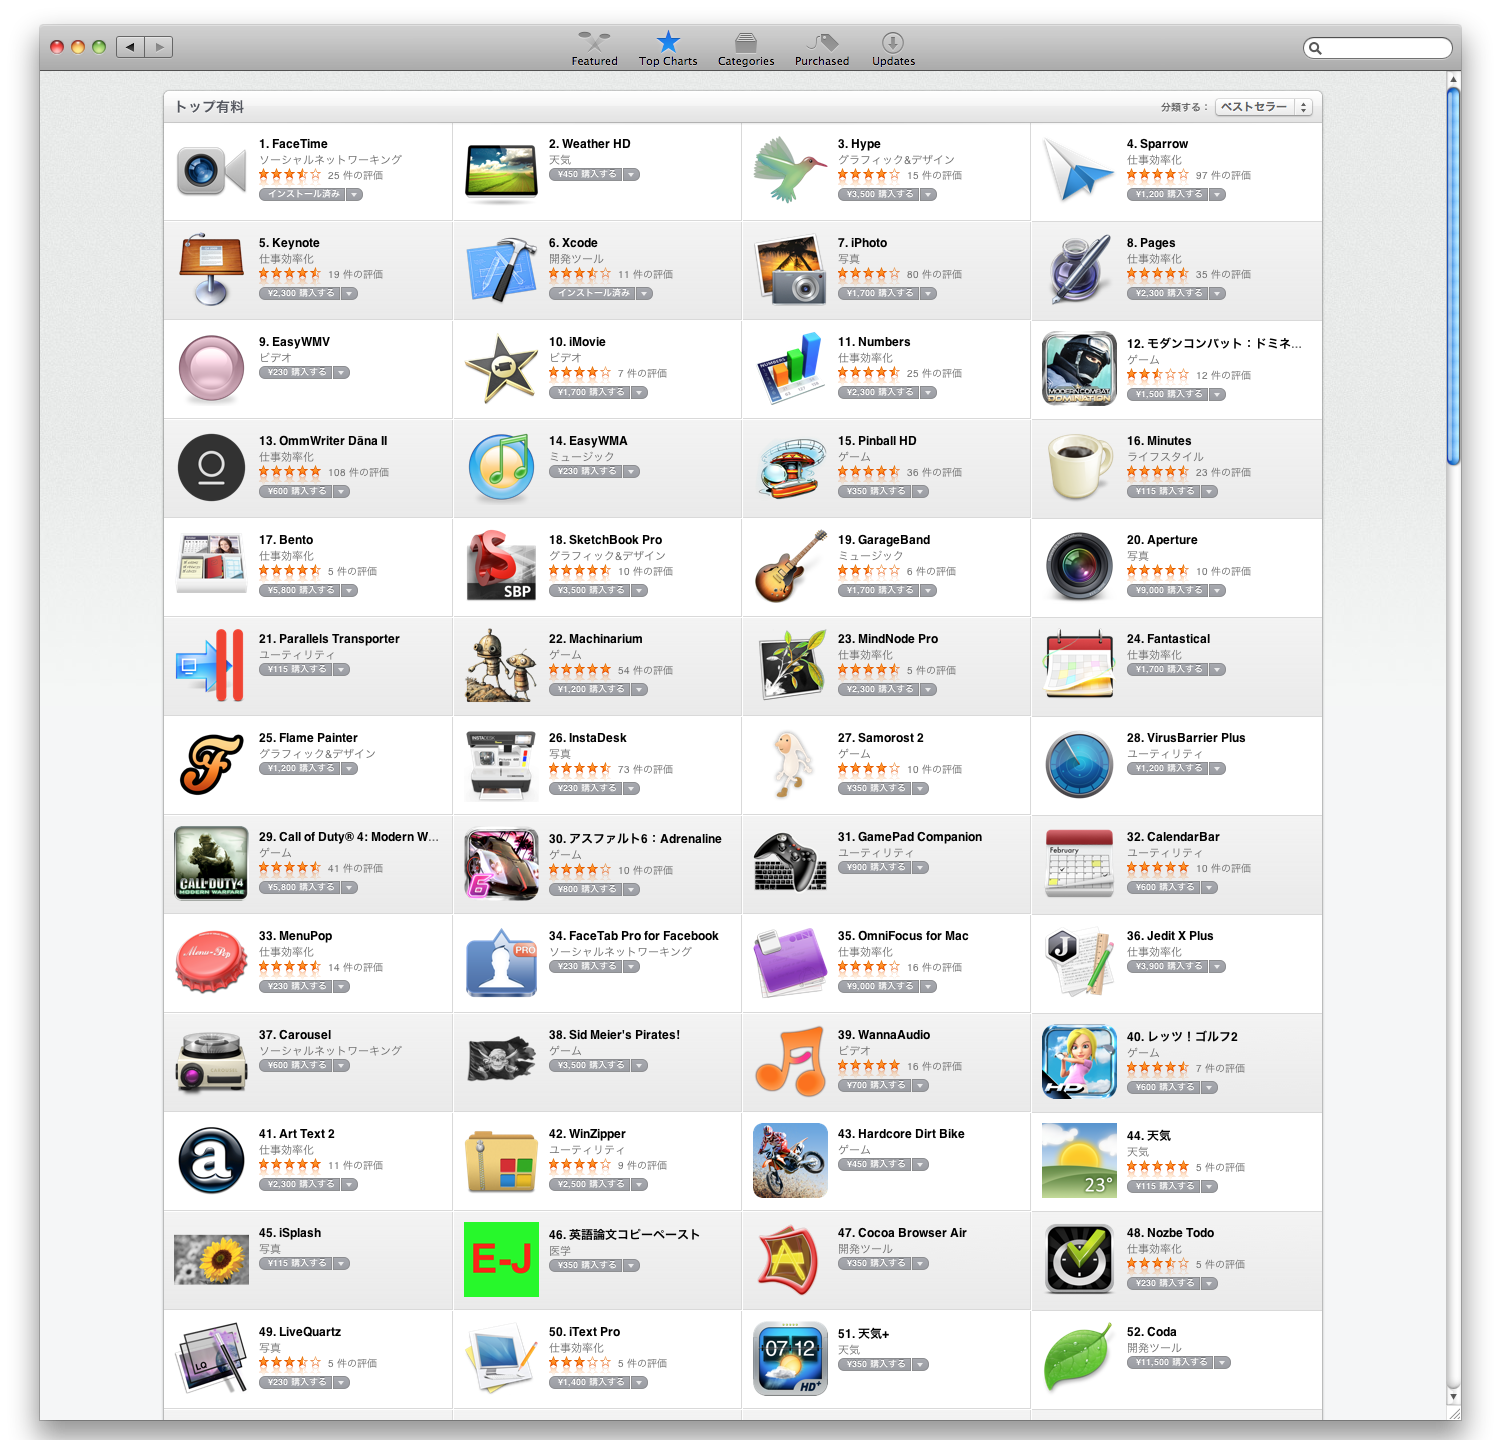 Featured
Top Charts
Categories
Purchased
Updates
トップ有料
分類する：
ベストセラー
1. FaceTime
ソーシャルネットワーキング
25 件の評価
インストール済み
2. Weather HD
天気
¥450 購入する
3. Hype
グラフィック&デザイン
15 件の評価
¥3,500 購入する
4. Sparrow
仕事効率化
97 件の評価
¥1,200 購入する
5. Keynote
仕事効率化
19 件の評価
¥2,300 購入する
6. Xcode
開発ツール
11 件の評価
インストール済み
7. iPhoto
写真
80 件の評価
¥1,700 購入する
8. Pages
仕事効率化
35 件の評価
¥2,300 購入する
9. EasyWMV
ビデオ
¥230 購入する
10. iMovie
ビデオ
7 件の評価
¥1,700 購入する
NUMBERS
11. Numbers
仕事効率化
25 件の評価
¥2,300 購入する
MODERN COMBAT
DOMINATION
12. モダンコンバット：ドミネ...
ゲーム
12 件の評価
¥1,500 購入する
13. OmmWriter Dāna II
仕事効率化
108 件の評価
¥600 購入する
14. EasyWMA
ミュージック
¥230 購入する
15. Pinball HD
ゲーム
36 件の評価
¥350 購入する
16. Minutes
ライフスタイル
23 件の評価
¥115 購入する
17. Bento
仕事効率化
5 件の評価
¥5,800 購入する
SBP
18. SketchBook Pro
グラフィック&デザイン
10 件の評価
¥3,500 購入する
19. GarageBand
ミュージック
6 件の評価
¥1,700 購入する
20. Aperture
写真
10 件の評価
¥9,000 購入する
21. Parallels Transporter
ユーティリティ
¥115 購入する
22. Machinarium
ゲーム
54 件の評価
¥1,200 購入する
23. MindNode Pro
仕事効率化
5 件の評価
¥2,300 購入する
24. Fantastical
仕事効率化
¥1,700 購入する
25. Flame Painter
グラフィック&デザイン
¥1,200 購入する
INSTADESK
26. InstaDesk
写真
73 件の評価
¥230 購入する
27. Samorost 2
ゲーム
10 件の評価
¥350 購入する
28. VirusBarrier Plus
ユーティリティ
¥1,200 購入する
CALL OF DUTY 4
MODERN WARFARE
29. Call of Duty® 4: Modern W...
ゲーム
41 件の評価
¥5,800 購入する
6
30. アスファルト6：Adrenaline
ゲーム
10 件の評価
¥800 購入する
31. GamePad Companion
ユーティリティ
¥900 購入する
February
32. CalendarBar
ユーティリティ
10 件の評価
¥600 購入する
Menu-Pop
33. MenuPop
仕事効率化
14 件の評価
¥230 購入する
PRO
34. FaceTab Pro for Facebook
ソーシャルネットワーキング
¥230 購入する
35. OmniFocus for Mac
仕事効率化
16 件の評価
¥9,000 購入する
J
36. Jedit X Plus
仕事効率化
¥3,900 購入する
37. Carousel
ソーシャルネットワーキング
¥600 購入する
38. Sid Meier's Pirates!
ゲーム
¥3,500 購入する
39. WannaAudio
ビデオ
16 件の評価
¥700 購入する
HD
40. レッツ！ゴルフ2
ゲーム
7 件の評価
¥600 購入する
a
41. Art Text 2
仕事効率化
11 件の評価
¥2,300 購入する
42. WinZipper
ユーティリティ
9 件の評価
¥2,500 購入する
43. Hardcore Dirt Bike
ゲーム
¥450 購入する
23°
44. 天気
天気
5 件の評価
¥115 購入する
45. iSplash
写真
¥115 購入する
E-J
46. 英語論文コピーペースト
医学
¥350 購入する
47. Cocoa Browser Air
開発ツール
¥350 購入する
48. Nozbe Todo
仕事効率化
5 件の評価
¥230 購入する
LQ
49. LiveQuartz
写真
5 件の評価
¥230 購入する
50. iText Pro
仕事効率化
5 件の評価
¥1,400 購入する
07 12
HD+
51. 天気+
天気
¥350 購入する
52. Coda
開発ツール
¥11,500 購入する